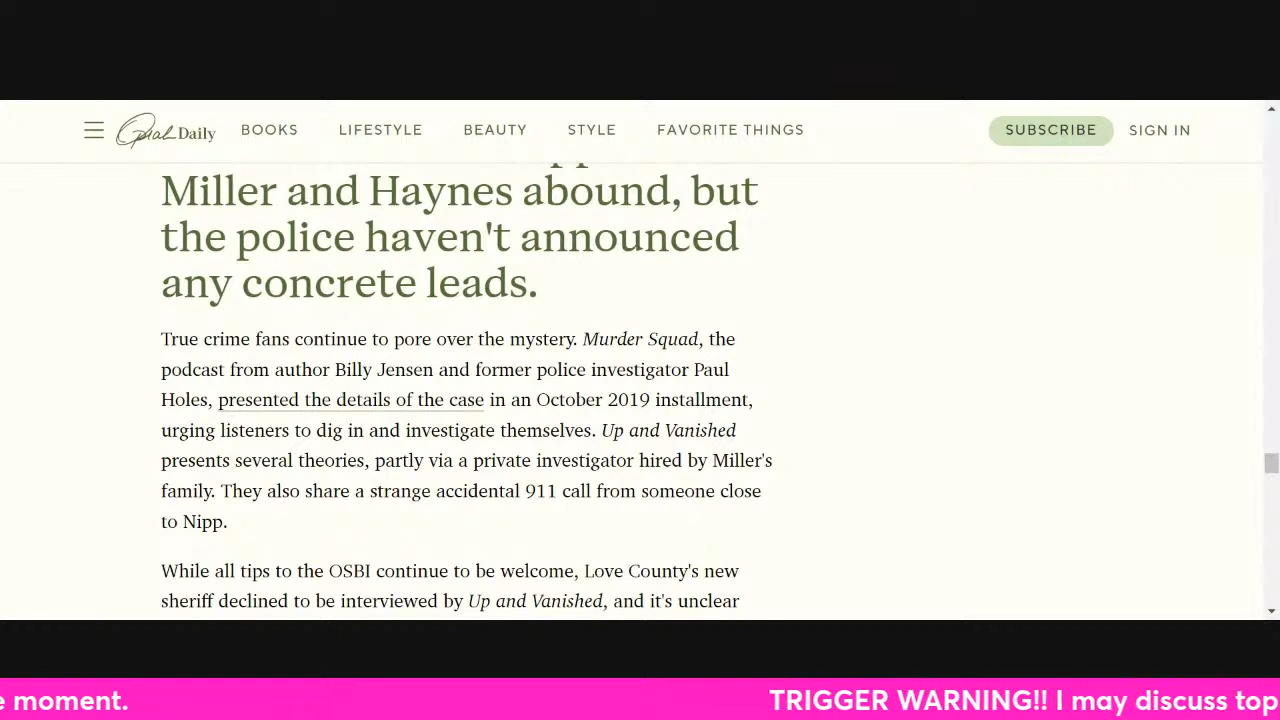 Oprah Daily BOOKS LIFESTYLE BEAUTY STYLE FAVORITE THINGS SUBSCRIBE SIGN IN
Miller and Haynes abound, but
the police haven't announced
any concrete leads.
True crime fans continue to pore over the mystery. Murder Squad, the
podcast from author Billy Jensen and former police investigator Paul
Holes, presented the details of the case in an October 2019 installment,
urging listeners to dig in and investigate themselves. Up and Vanished
presents several theories, partly via a private investigator hired by Miller's
family. They also share a strange accidental 911 call from someone close
to Nipp.
While all tips to the OSBI continue to be welcome, Love County's new
sheriff declined to be interviewed by Up and Vanished, and it's unclear
e moment. TRIGGER WARNING!! I may discuss top